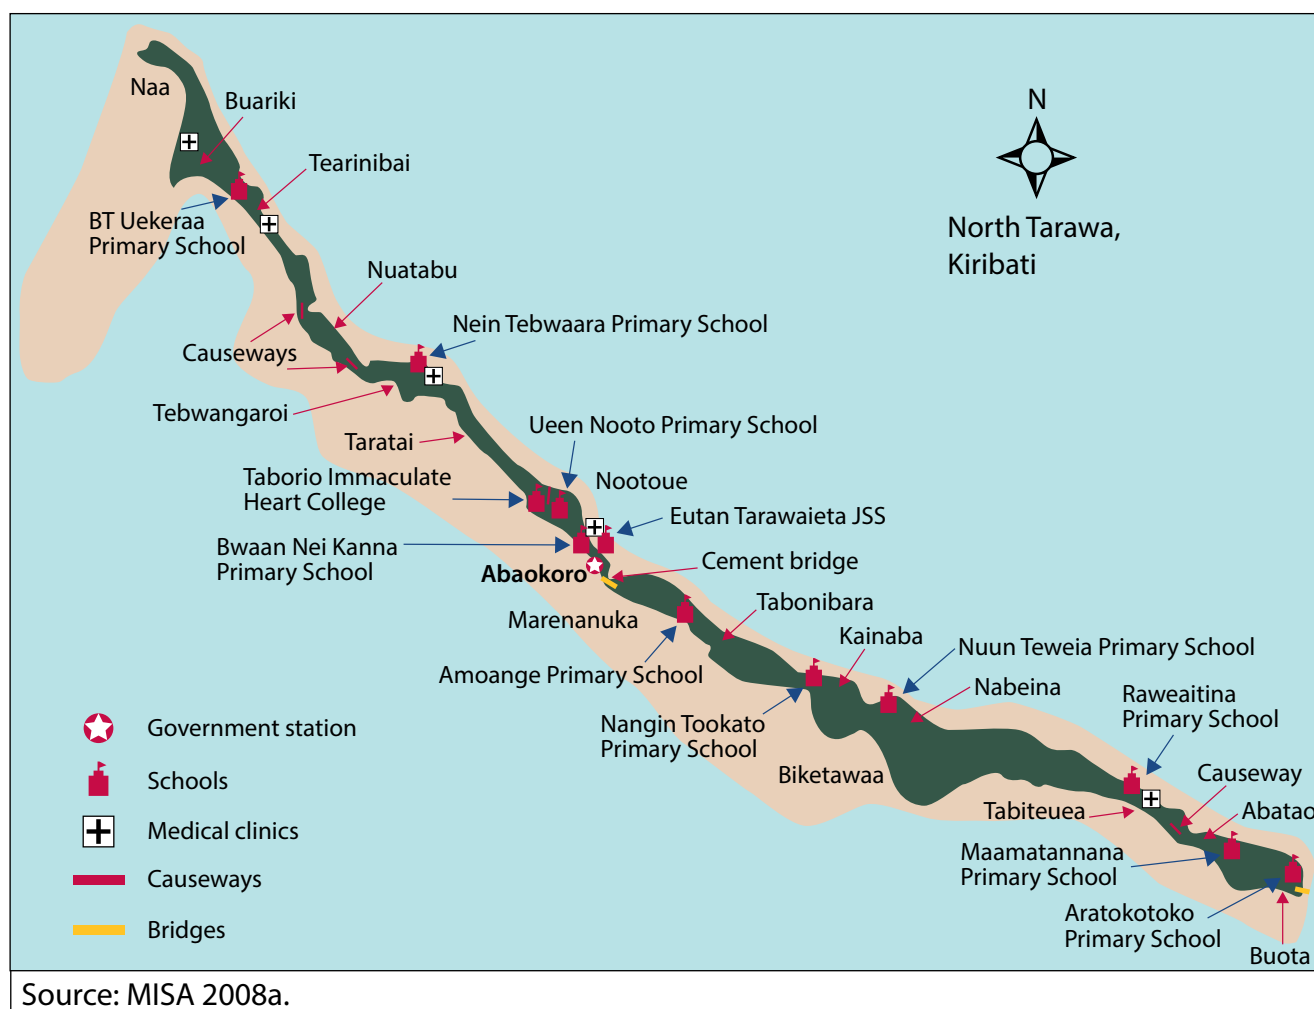 Naa
Buariki
Tearinibai
BT Uekeraa
Primary School
N
North Tarawa,
Kiribati
Nuatabu
Nein Tebwaara Primary School
Causeways
Tebwangaroi
Taratai
Ueen Nooto Primary School
Taborio Immaculate
Heart College
Nootoue
Eutan Tarawaieta JSS
Bwaan Nei Kanna
Primary School
Cement bridge
Abaokoro
Marenanuka
Tabonibara
Kainaba
Amoange Primary School
Nuun Teweia Primary School
Nabeina
Nangin Tookato
Primary School
Raweaitina
Primary School
Biketawaa
Causeway
Tabiteuea
Abatao
Maamatannana
Primary School
Aratokotoko
Primary School
Buota
Government station
Schools
Medical clinics
Causeways
Bridges
Source: MISA 2008a.